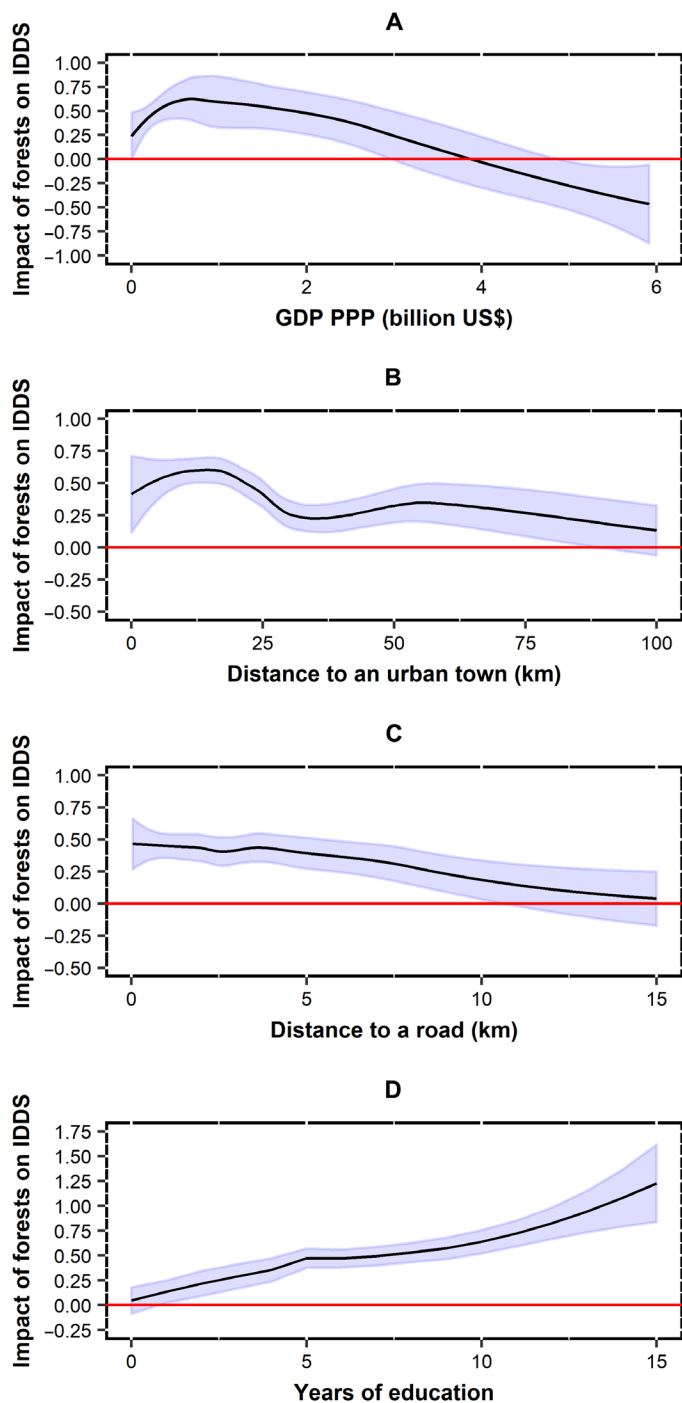 A
Impact of forests on IDDS
1.00
0.75
0.50
0.25
0.00
−0.25
−0.50
−0.75
−1.00
0 2 4 6
GDP PPP (billion US$)
B
Impact of forests on IDDS
1.00
0.75
0.50
0.25
0.00
−0.25
−0.50
0 25 50 75 100
Distance to an urban town (km)
C
Impact of forests on IDDS
1.00
0.75
0.50
0.25
0.00
−0.25
−0.50
0 5 10 15
Distance to a road (km)
D
Impact of forests on IDDS
1.75
1.50
1.25
1.00
0.75
0.50
0.25
0.00
−0.25
0 5 10 15
Years of education